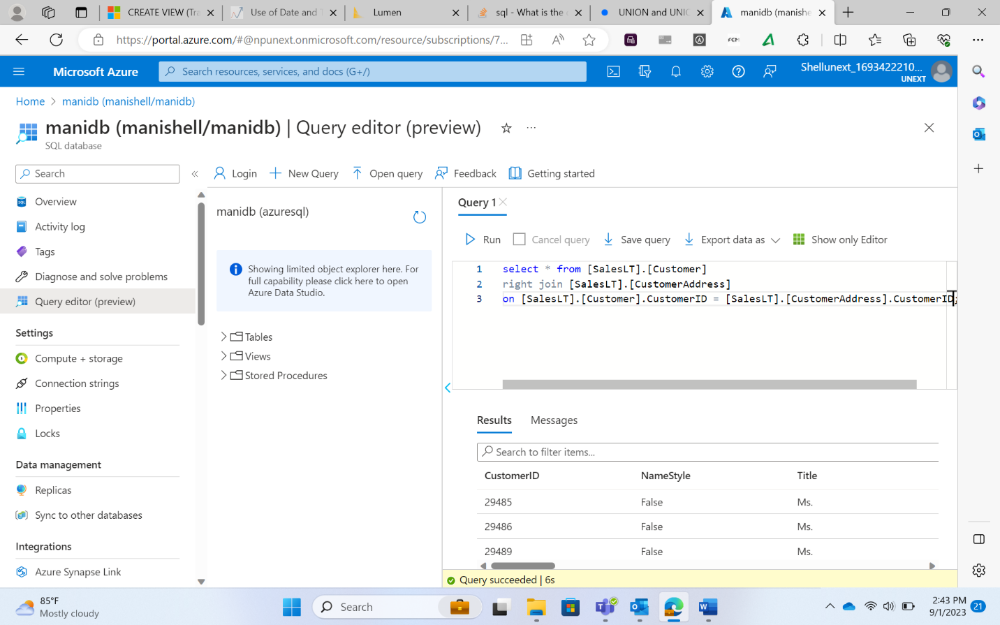 CREATE VIEW (Tra
Use of Date and T
Lumen
sql - What is the
UNION and UNIO
manidb (manishe
https://portal.azure.com/#@npunext.onmicrosoft.com/resource/subscriptions/7...
FCM
Microsoft Azure
Search resources, services, and docs (G+/)
Shellunext_1693422210...
UNEXT
Home > manidb (manishell/manidb)
manidb (manishell/manidb) | Query editor (preview)
SQL database
Search
Login
New Query
Open query
Feedback
Getting started
Overview
Activity log
Tags
Diagnose and solve problems
Query editor (preview)
Settings
Compute + storage
Connection strings
Properties
Locks
Data management
Replicas
Sync to other databases
Integrations
Azure Synapse Link
manidb (azuresql)
Showing limited object explorer here. For
full capability please click here to open
Azure Data Studio.
Tables
Views
Stored Procedures
Query 1
Run
Cancel query
Save query
Export data as
Show only Editor
1 select * from [SalesLT].[Customer]
2 right join [SalesLT].[CustomerAddress]
3 on [SalesLT].[Customer].CustomerID = [SalesLT].[CustomerAddress].CustomerID;
Results Messages
Search to filter items...
CustomerID NameStyle Title
29485 False Ms.
29486 False Ms.
29489 False Ms.
Query succeeded | 6s
85°F
Mostly cloudy
Search
2:43 PM
9/1/2023
21